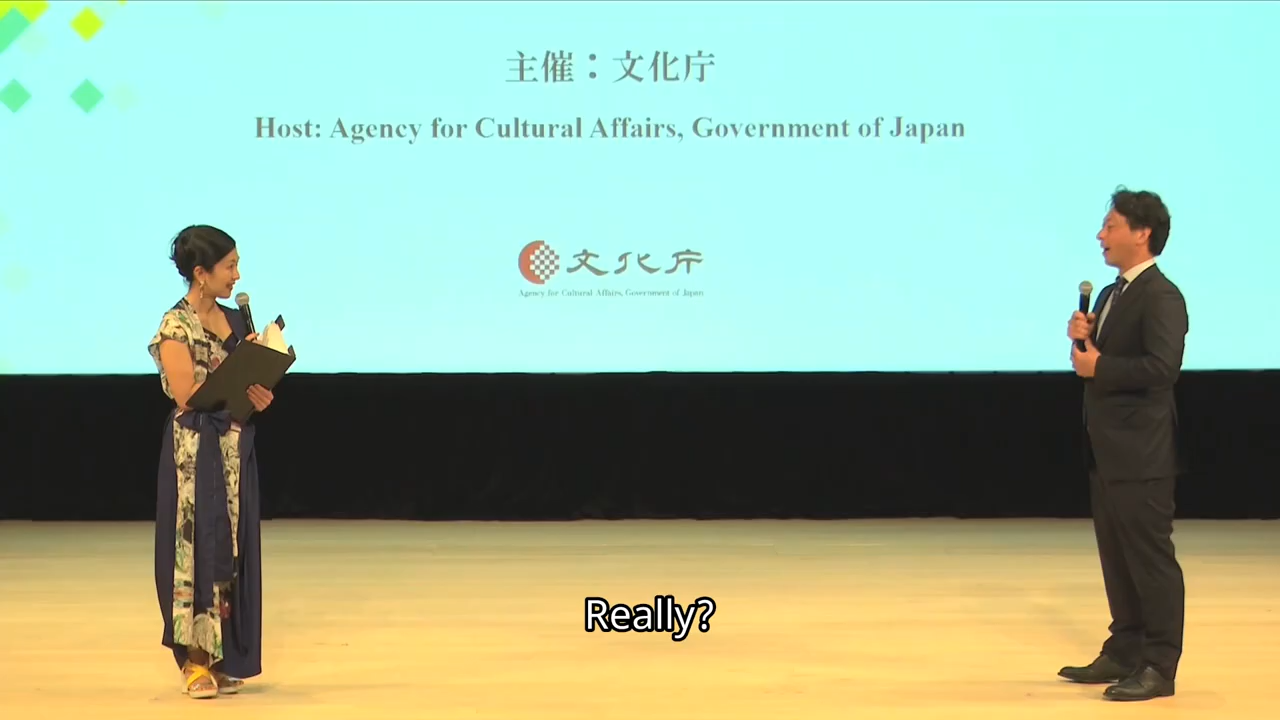 主催：文化庁
Host: Agency for Cultural Affairs, Government of Japan
文化庁
Agency for Cultural Affairs, Government of Japan
Really?